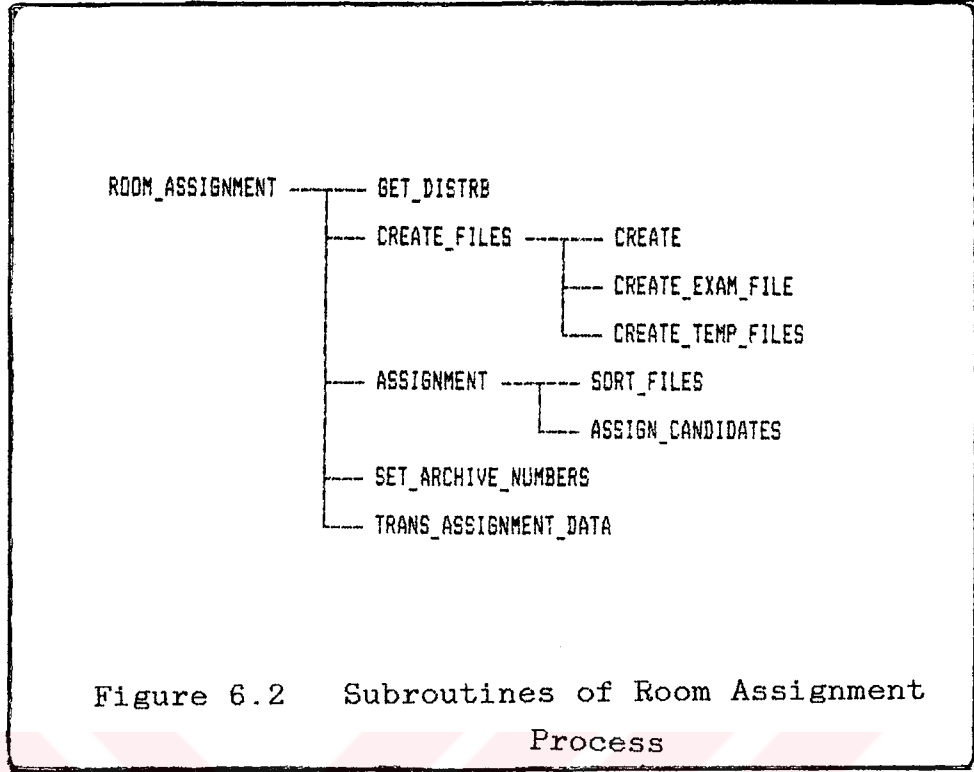 ROOM_ASSIGNMENT GET_DISTRB
CREATE_FILES CREATE
CREATE_EXAM_FILE
CREATE_TEMP_FILES
ASSIGNMENT SORT_FILES
ASSIGN_CANDIDATES
SET_ARCHIVE_NUMBERS
TRANS_ASSIGNMENT_DATA
Figure 6.2 Subroutines of Room Assignment
Process